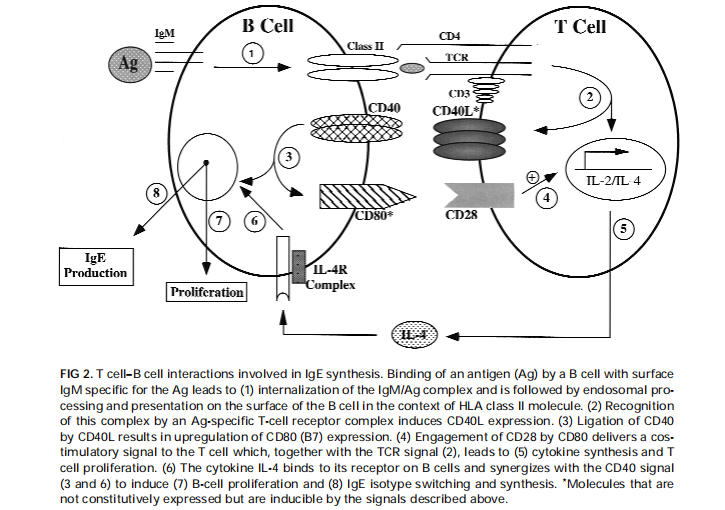 B Cell
T Cell
IgM
Ag
1
Class II
CD4
TCR
CD3
2
CD40
CD40L*
3
IL-2/IL-4
8
7
6
CD80*
CD28
4
5
IgE
Production
Proliferation
IL-4R
Complex
IL-4
FIG 2. T cell–B cell interactions involved in IgE synthesis. Binding of an antigen (Ag) by a B cell with surface
IgM specific for the Ag leads to (1) internalization of the IgM/Ag complex and is followed by endosomal pro-
cessing and presentation on the surface of the B cell in the context of HLA class II molecule. (2) Recognition
of this complex by an Ag-specific T-cell receptor complex induces CD40L expression. (3) Ligation of CD40
by CD40L results in upregulation of CD80 (B7) expression. (4) Engagement of CD28 by CD80 delivers a cos-
timulatory signal to the T cell which, together with the TCR signal (2), leads to (5) cytokine synthesis and T
cell proliferation. (6) The cytokine IL-4 binds to its receptor on B cells and synergizes with the CD40 signal
(3 and 6) to induce (7) B-cell proliferation and (8) IgE isotype switching and synthesis. *Molecules that are
not constitutively expressed but are inducible by the signals described above.